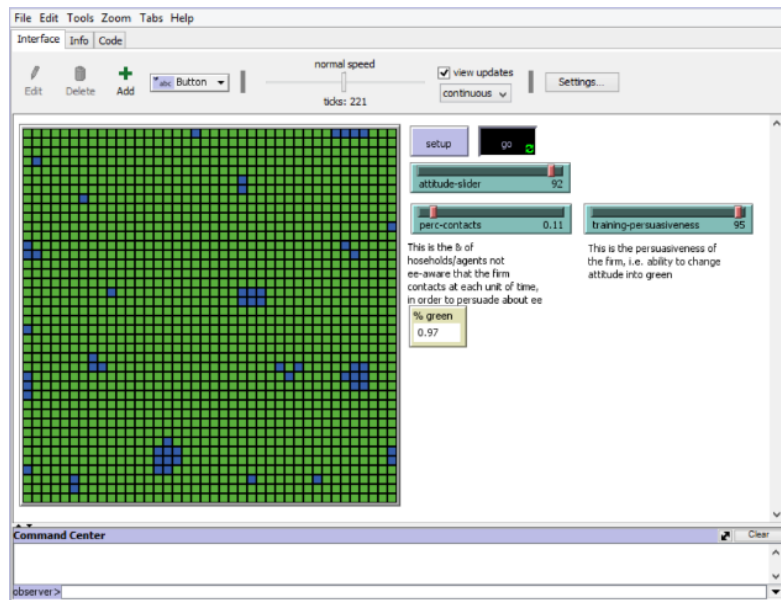 File Edit Tools Zoom Tabs Help
Interface Info Code
normal speed
Edit Delete Add
abc Button
ticks: 221
view updates
continuous
Settings...
setup
go
attitude-slider 92
perc-contacts 0.11
training-persuasiveness 95
This is the & of
hoseholds/agents not
ee-aware that the firm
contacts at each unit of time,
in order to persuade about ee
This is the persuasiveness of
the firm, i.e. ability to change
attitude into green
% green
0.97
Command Center
Clear
observer>